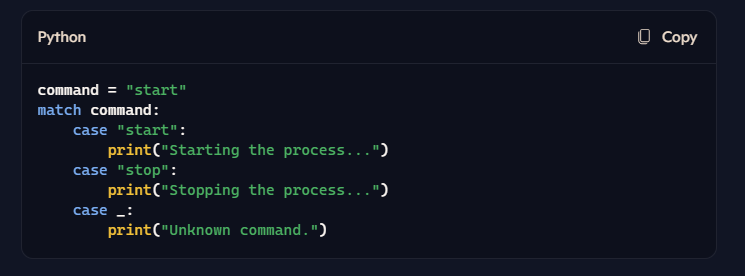 Python
Copy
command = "start"
match command:
    case "start":
        print("Starting the process...")
    case "stop":
        print("Stopping the process...")
    case _:
        print("Unknown command.")